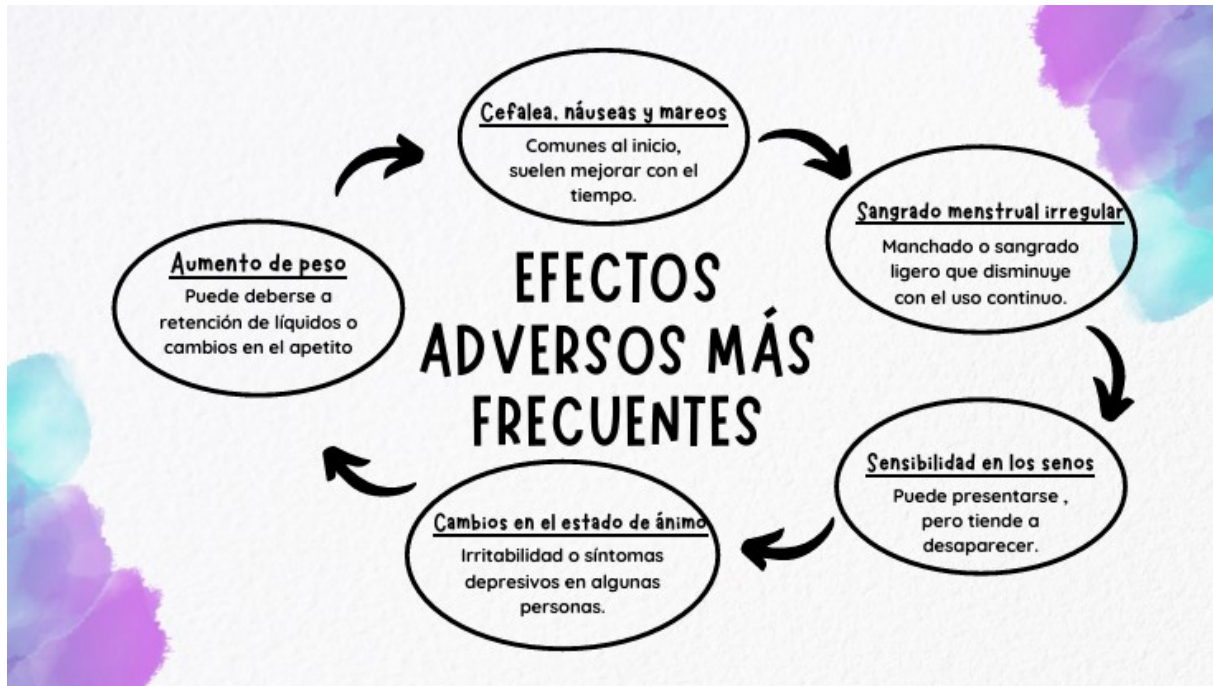 Cefalea, náuseas y mareos
Comunes al inicio,
suelen mejorar con el
tiempo.
Sangrado menstrual irregular
Manchado o sangrado
ligero que disminuye
con el uso continuo.
Aumento de peso
Puede deberse a
retención de líquidos o
cambios en el apetito
EFECTOS
ADVERSOS MÁS
FRECUENTES
Sensibilidad en los senos
Puede presentarse ,
pero tiende a
desaparecer.
Cambios en el estado de ánimo
Irritabilidad o síntomas
depresivos en algunas
personas.